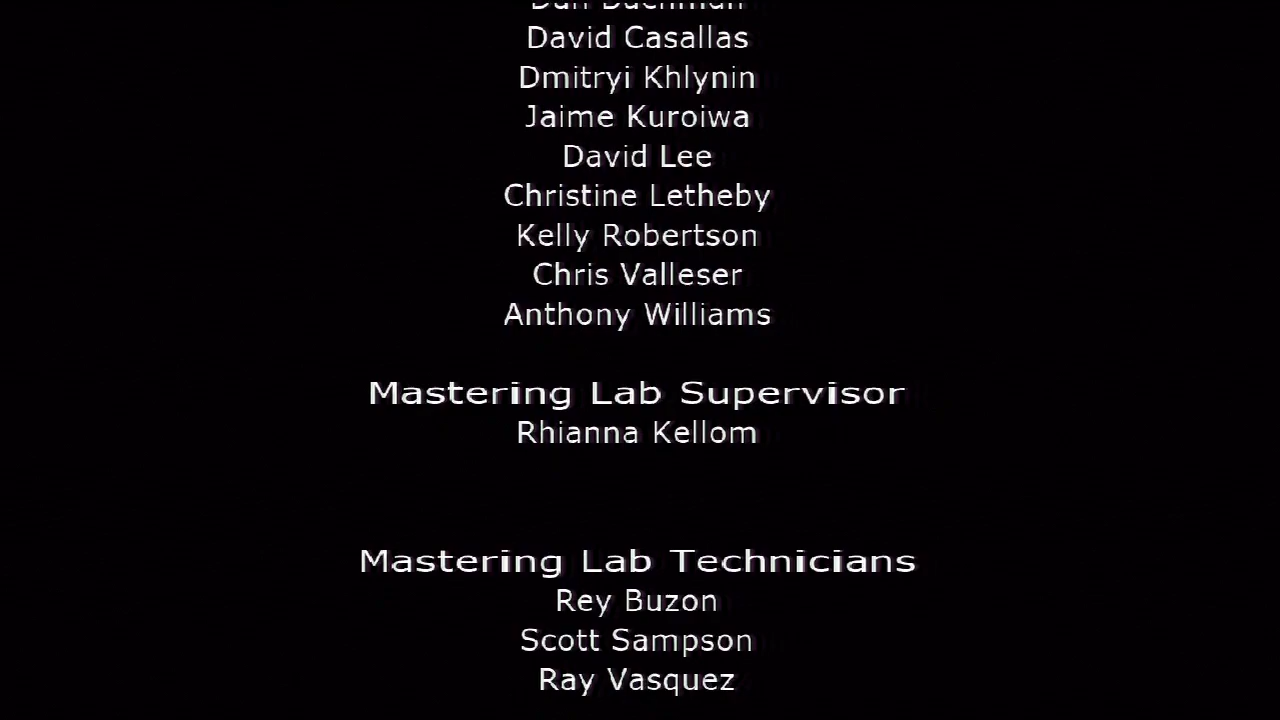 David Casallas
Dmitryi Khlynin
Jaime Kuroiwa
David Lee
Christine Letheby
Kelly Robertson
Chris Valleser
Anthony Williams
Mastering Lab Supervisor
Rhianna Kellom
Mastering Lab Technicians
Rey Buzon
Scott Sampson
Ray Vasquez